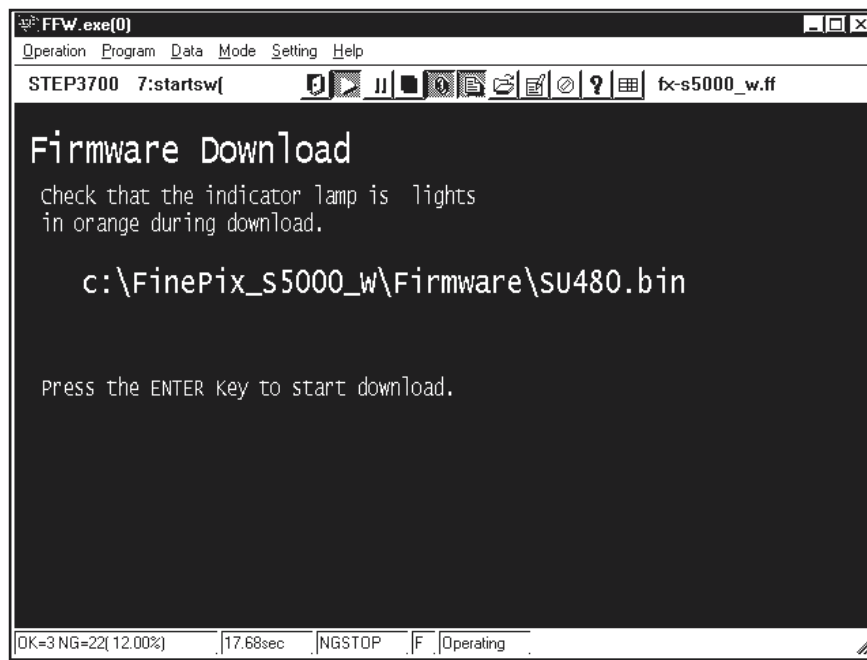 FFW.exe(0)
Operation Program Data Mode Setting Help
STEP3700 7:startsw( fx-s5000_w.ff
Firmware Download
Check that the indicator lamp is lights
in orange during download.
c:\FinePix_S5000_W\Firmware\SU480.bin
Press the ENTER Key to start download.
OK=3 NG=22( 12.00%) 17.68sec NGSTOP F Operating